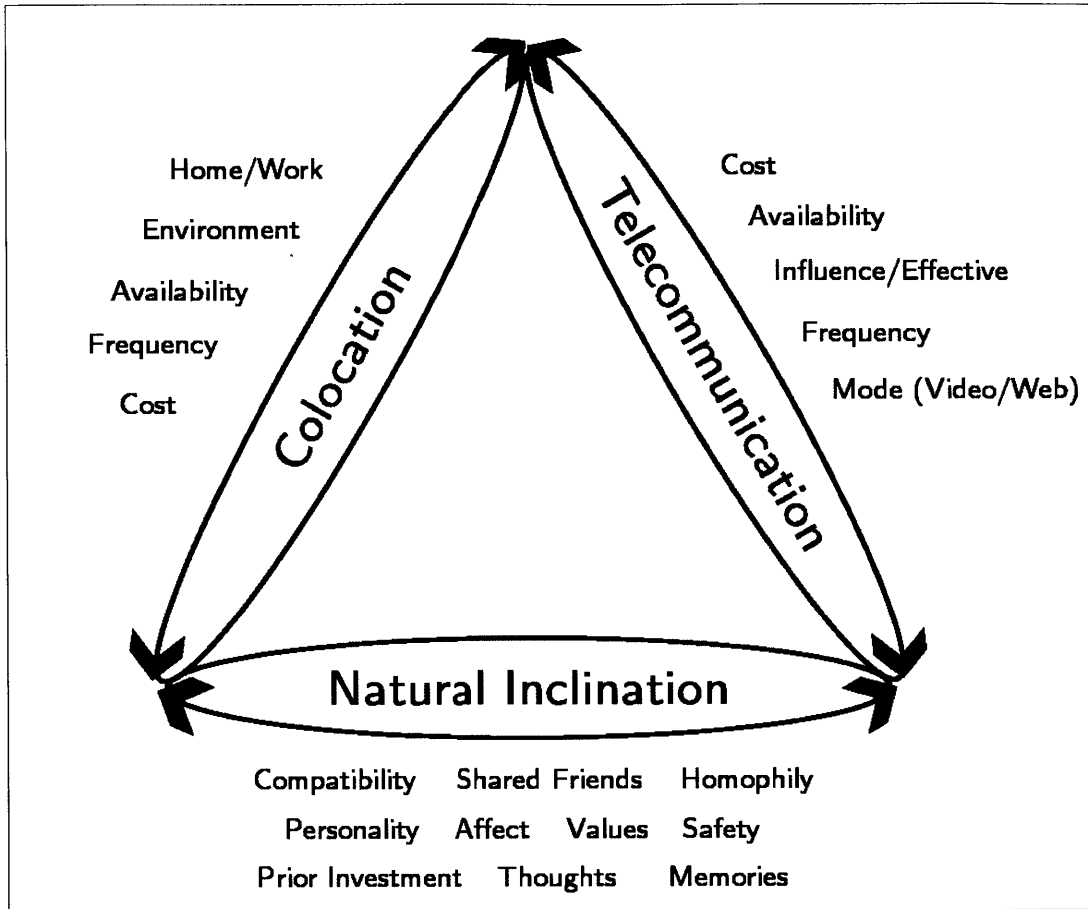 Home/Work
Environment
Availability
Frequency
Cost
Colocation
Cost
Availability
Influence/Effective
Frequency
Mode (Video/Web)
Telecommunication
Natural Inclination
Compatibility Shared Friends Homophily
Personality Affect Values Safety
Prior Investment Thoughts Memories